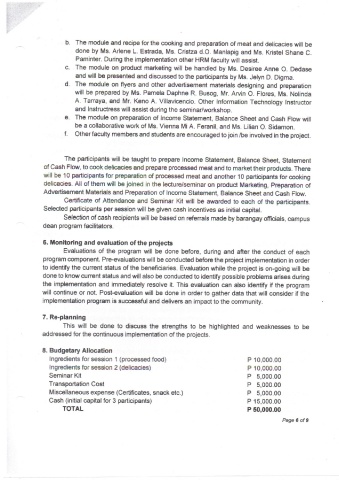 b. The module and recipe for the cooking and preparation of meat and delicacies will be
done by Ms. Arlene L. Estrada, Ms. Cristza d.O. Manlapig and Ms. Kristel Shane C.
Paminter. During the implementation other HRM faculty will assist.
c. The module on product marketing will be handled by Ms. Desiree Anne O. Dedase
and will be presented and discussed to the participants by Ms. Jelyn D. Digma.
d. The module on flyers and other advertisement materials designing and preparation
will be prepared by Ms. Pamela Daphne R. Buaog, Mr. Arvin O. Flores, Ms. Nolincia
A. Tarraya, and Mr. Keno A. Villavicencio. Other Information Technology Instructor
and Instructress will assist during the seminar/workshop.
e. The module on preparation of Income Statement, Balance Sheet and Cash Flow will
be a collaborative work of Ms. Vienna Mi A. Feranil, and Ms. Lilian O. Sidamon.
f. Other faculty members and students are encouraged to join /be involved in the project.
The participants will be taught to prepare Income Statement, Balance Sheet, Statement
of Cash Flow, to cook delicacies and prepare processed meat and to market their products. There
will be 10 participants for preparation of processed meat and another 10 participants for cooking
delicacies. All of them will be joined in the lecture/seminar on product Marketing, Preparation of
Advertisement Materials and Preparation of Income Statement, Balance Sheet and Cash Flow.
Certificate of Attendance and Seminar Kit will be awarded to each of the participants.
Selected participants per session will be given cash incentives as initial capital.
Selection of cash recipients will be based on referrals made by barangay officials, campus
dean program facilitators.
6. Monitoring and evaluation of the projects
Evaluations of the program will be done before, during and after the conduct of each
program component. Pre-evaluations will be conducted before the project implementation in order
to identify the current status of the beneficiaries. Evaluation while the project is on-going will be
done to know current status and will also be conducted to identify possible problems arises during
the implementation and immediately resolve it. This evaluation can also identify if the program
will continue or not. Post-evaluation will be done in order to gather data that will consider if the
implementation program is successful and delivers an impact to the community.
7. Re-planning
This will be done to discuss the strengths to be highlighted and weaknesses to be
addressed for the continuous implementation of the projects.
8. Budgetary Allocation
Ingredients for session 1 (processed food) P 10,000.00
Ingredients for session 2 (delicacies) P 10,000.00
Seminar Kit P 5,000.00
Transportation Cost P 5,000.00
Miscellaneous expense (Certificates, snack etc.) P 5,000.00
Cash (initial capital for 3 participants) P 15,000.00
TOTAL P 50,000.00
Page 8 of 9